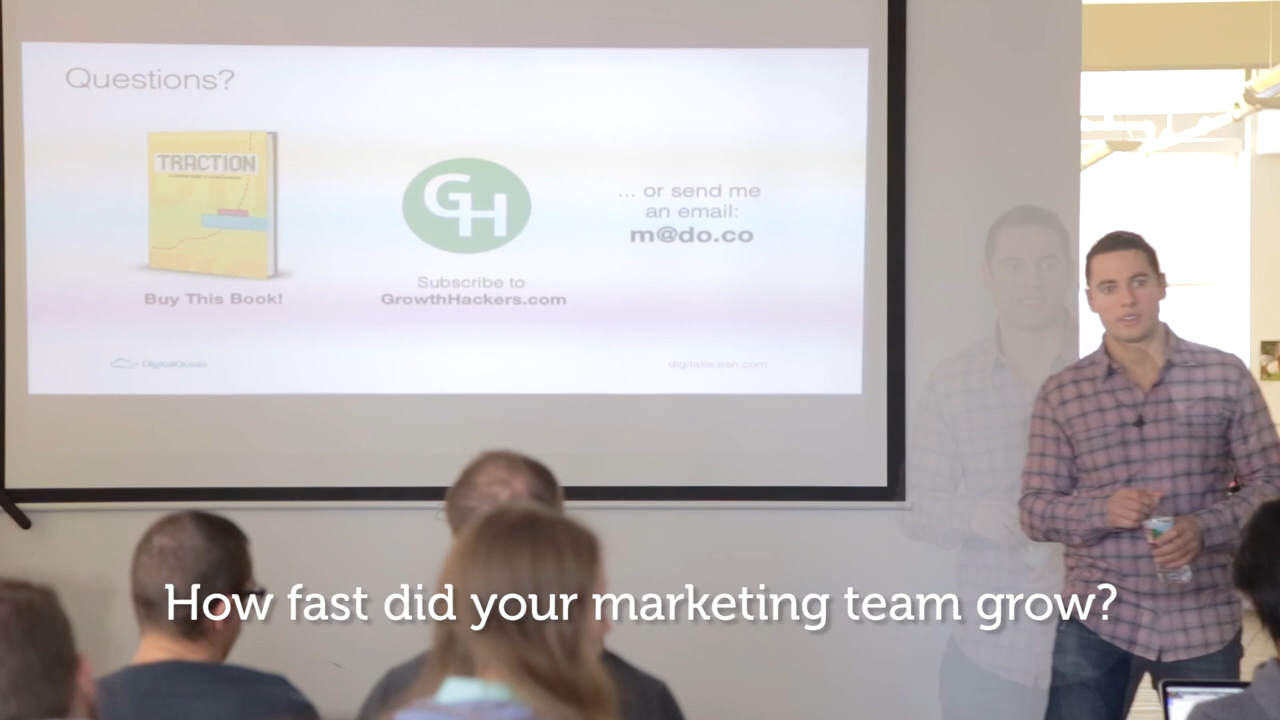 Questions?
TRACTION
Buy This Book!
GH
Subscribe to
GrowthHackers.com
... or send me
an email:
m@do.co
DigitalOcean
digitalocean.com
How fast did your marketing team grow?